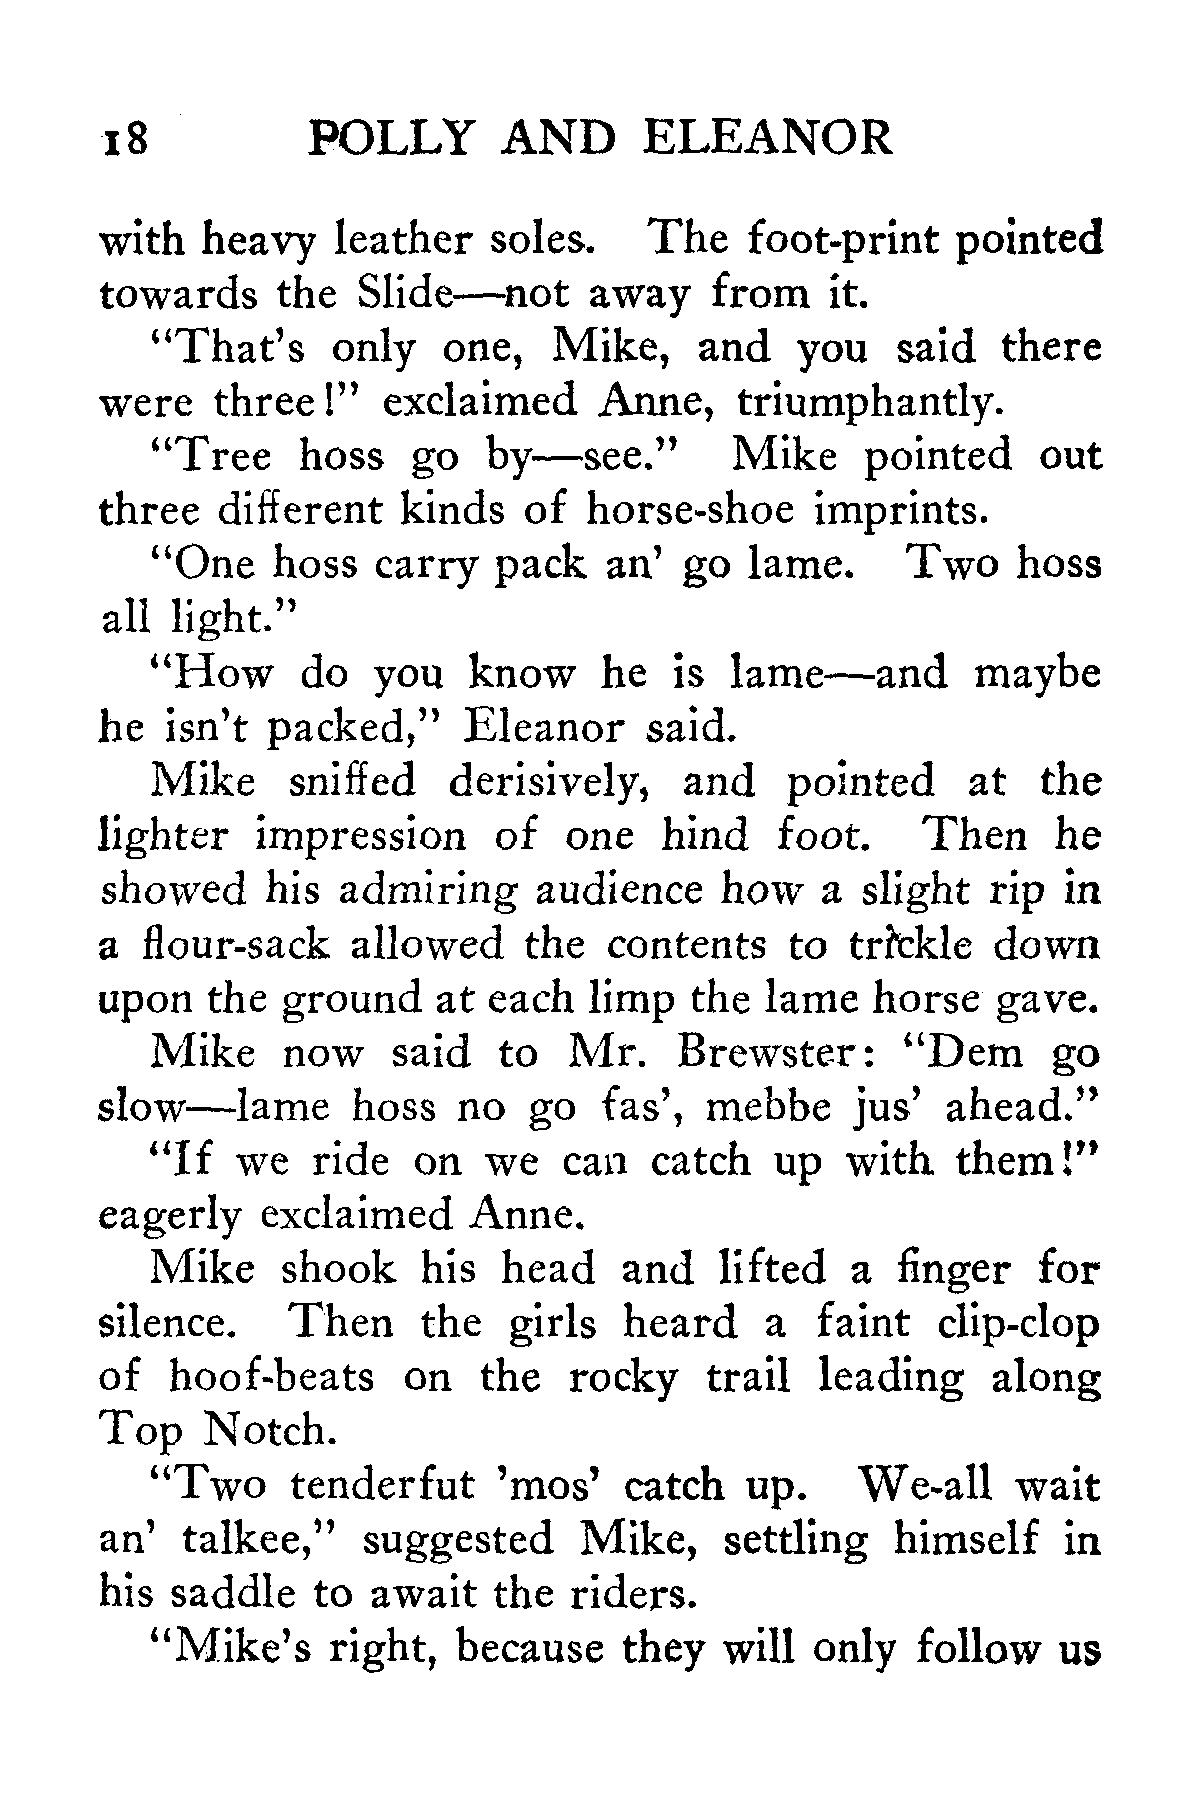 18 POLLY AND ELEANOR
with heavy leather soles. The foot-print pointed
towards the Slide—not away from it.
“That’s only one, Mike, and you said there
were three!” exclaimed Anne, triumphantly.
“Tree hoss go by—see.” Mike pointed out
three different kinds of horse-shoe imprints.
“One hoss carry pack an’ go lame. Two hoss
all light.”
“How do you know he is lame—and maybe
he isn’t packed,” Eleanor said.
Mike sniffed derisively, and pointed at the
lighter impression of one hind foot. Then he
showed his admiring audience how a slight rip in
a flour-sack allowed the contents to trickle down
upon the ground at each limp the lame horse gave.
Mike now said to Mr. Brewster: “Dem go
slow—lame hoss no go fas’, mebbe jus’ ahead.”
“If we ride on we can catch up with them!”
eagerly exclaimed Anne.
Mike shook his head and lifted a finger for
silence. Then the girls heard a faint clip-clop
of hoof-beats on the rocky trail leading along
Top Notch.
“Two tenderfut ’mos’ catch up. We-all wait
an’ talkee,” suggested Mike, settling himself in
his saddle to await the riders.
“Mike’s right, because they will only follow us